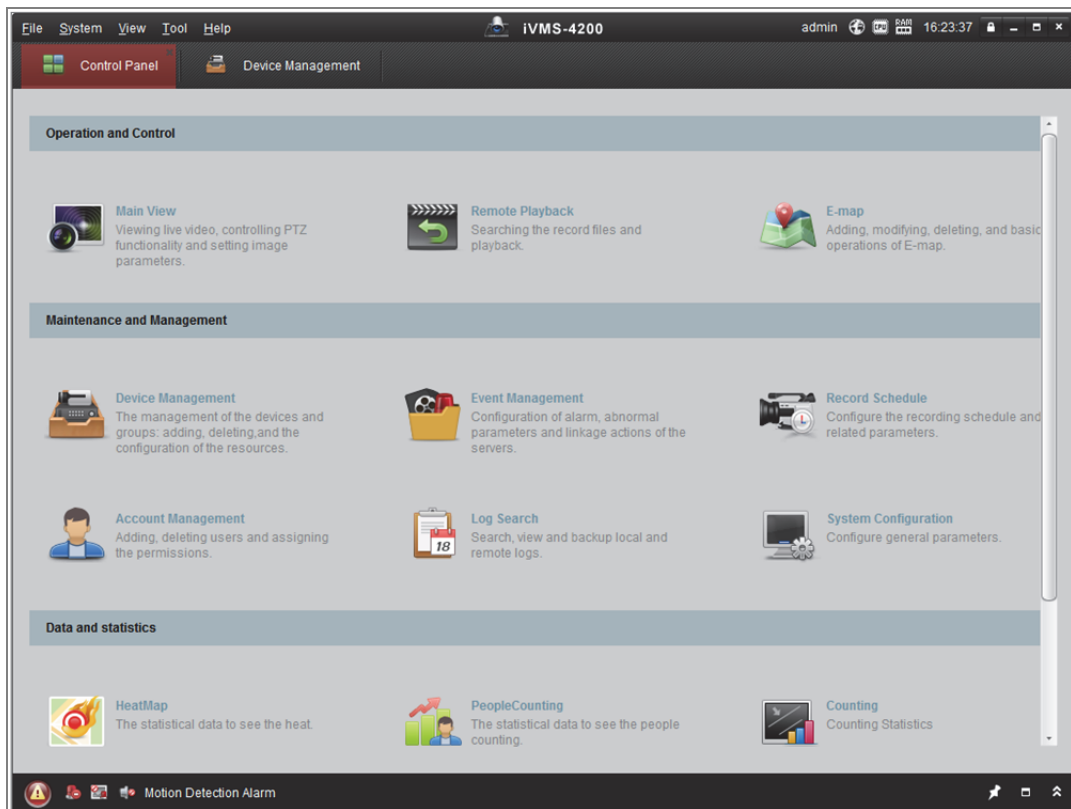 File System View Tool Help iVMS-4200 admin CPU RAM 16:23:37
Control Panel Device Management
Operation and Control
Main View
Viewing live video, controlling PTZ
functionality and setting image
parameters.
Remote Playback
Searching the record files and
playback.
E-map
Adding, modifying, deleting, and basic
operations of E-map.
Maintenance and Management
Device Management
The management of the devices and
groups: adding, deleting,and the
configuration of the resources.
Event Management
Configuration of alarm, abnormal
parameters and linkage actions of the
servers.
Record Schedule
Configure the recording schedule and
related parameters.
Account Management
Adding, deleting users and assigning
the permissions.
18
Log Search
Search, view and backup local and
remote logs.
System Configuration
Configure general parameters.
Data and statistics
HeatMap
The statistical data to see the heat.
PeopleCounting
The statistical data to see the people
counting.
Counting
Counting Statistics
Motion Detection Alarm